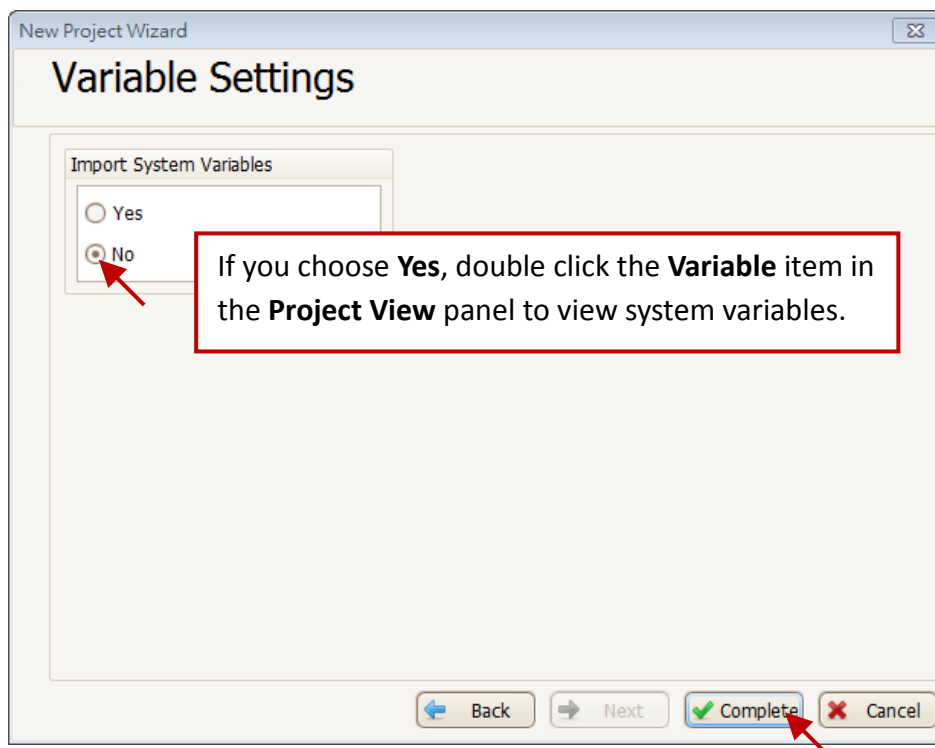 New Project Wizard
Variable Settings
Import System Variables
Yes
No
If you choose Yes, double click the Variable item in
the Project View panel to view system variables.
Back Next Complete Cancel